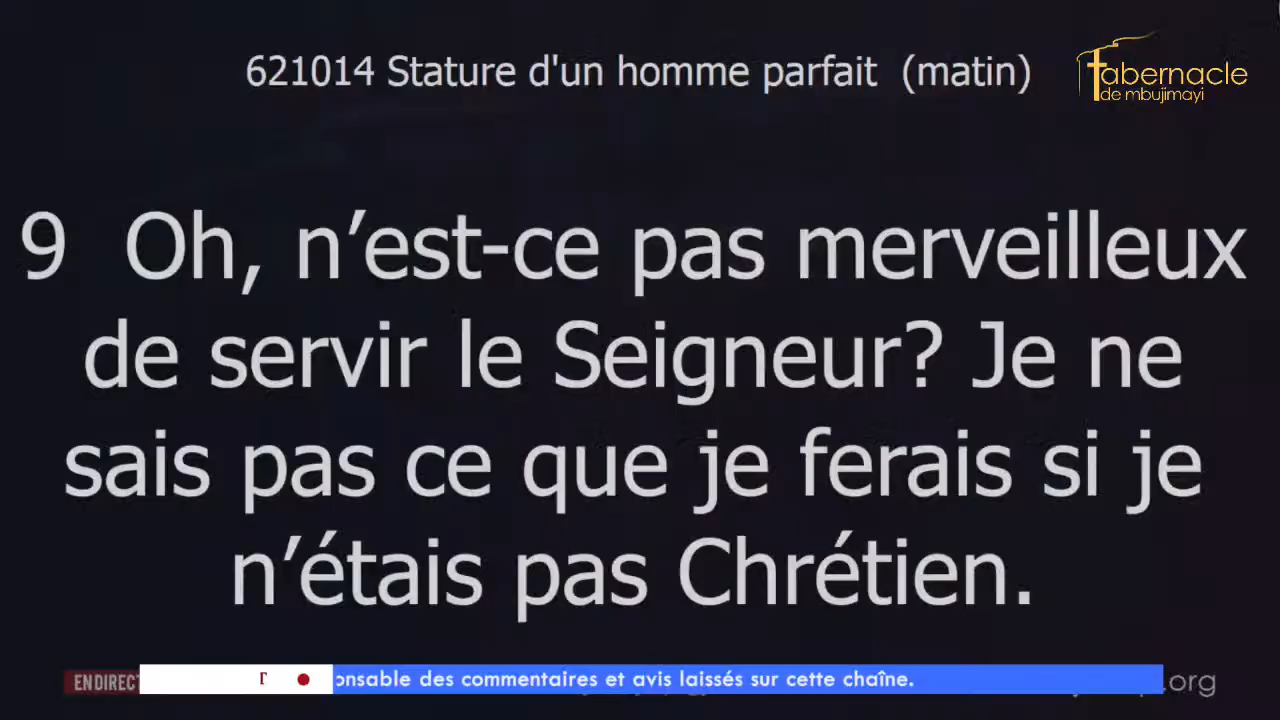 621014 Stature d'un homme parfait (matin)
Tabernacle
de mbujimayi
9 Oh, n’est-ce pas merveilleux
de servir le Seigneur? Je ne
sais pas ce que je ferais si je
n’étais pas Chrétien.
EN DIRECT
des commentaires et avis laissés sur cette chaîne.
.org